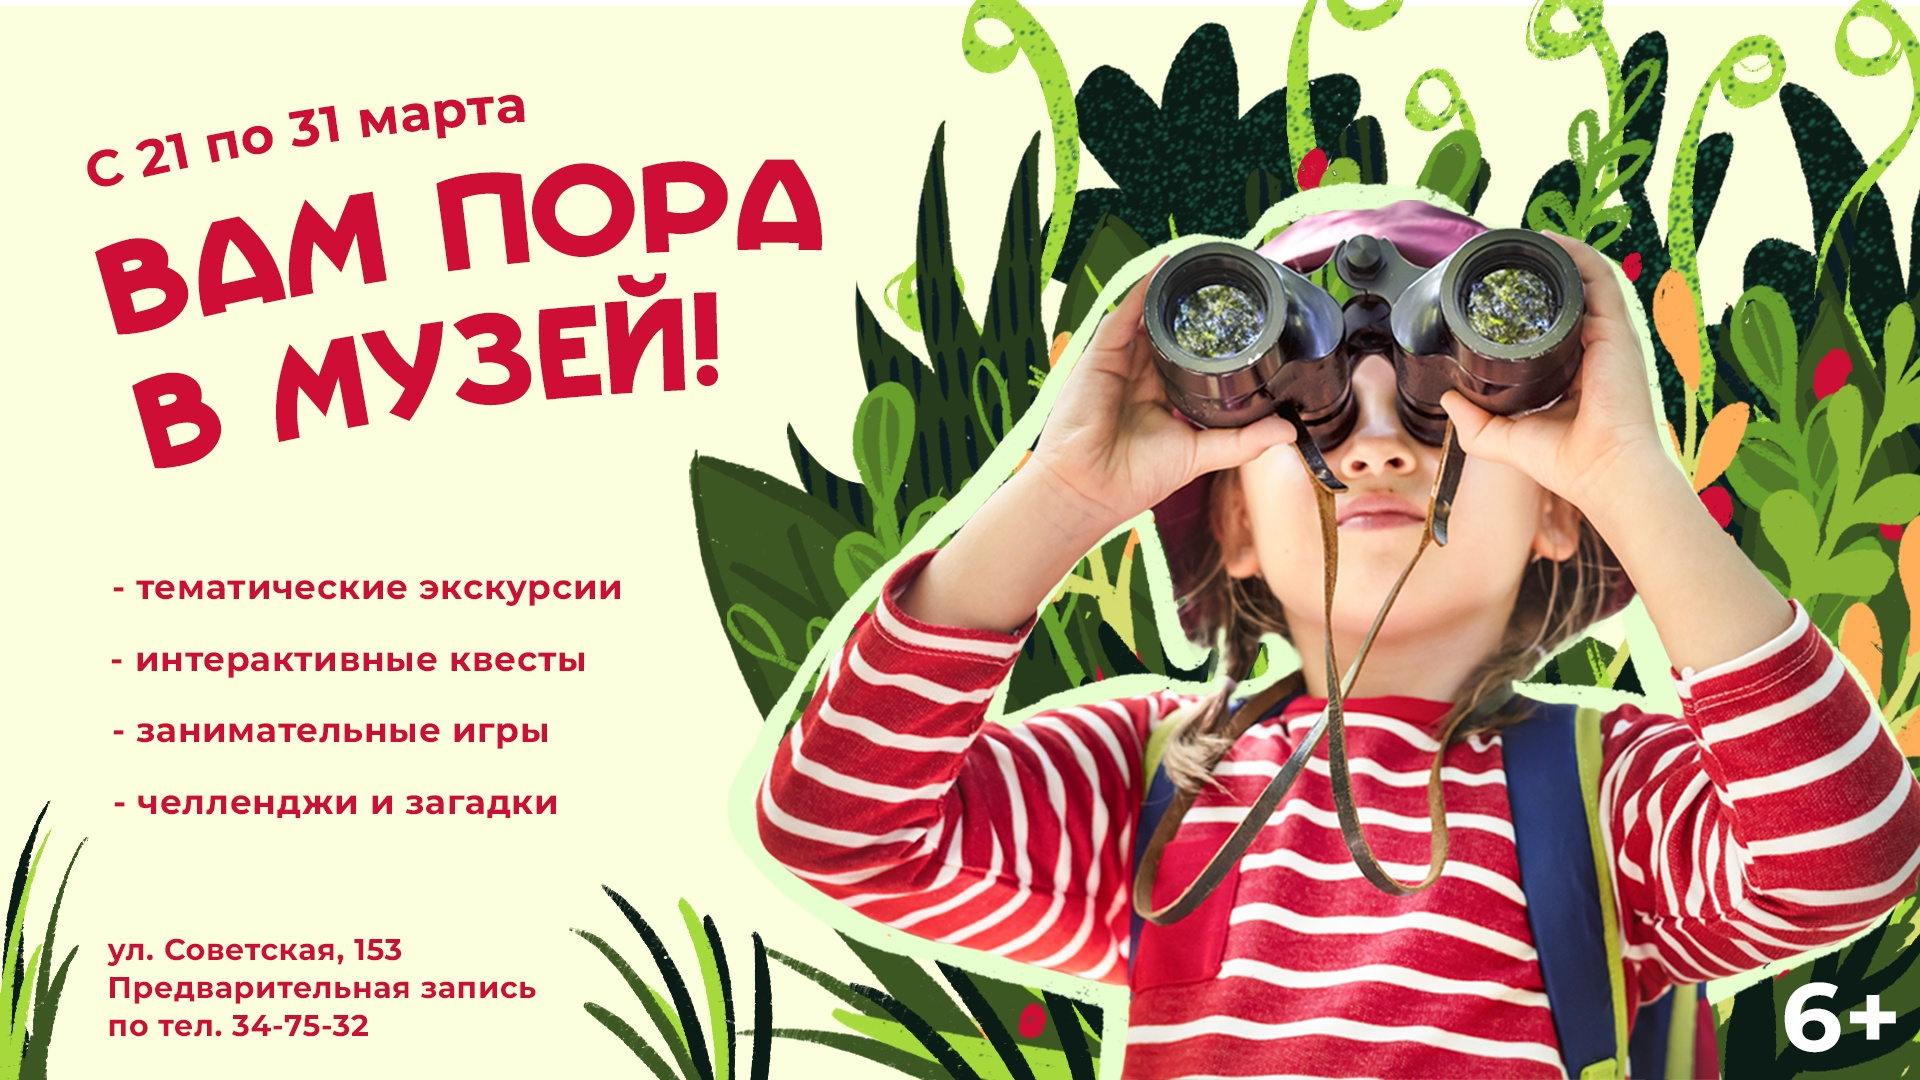 С 21 по 31 марта
ВАМ ПОРА
В МУЗЕЙ!
- тематические экскурсии
- интерактивные квесты
- занимательные игры
- челленджи и загадки
ул. Советская, 153
Предварительная запись
по тел. 34-75-32
6+